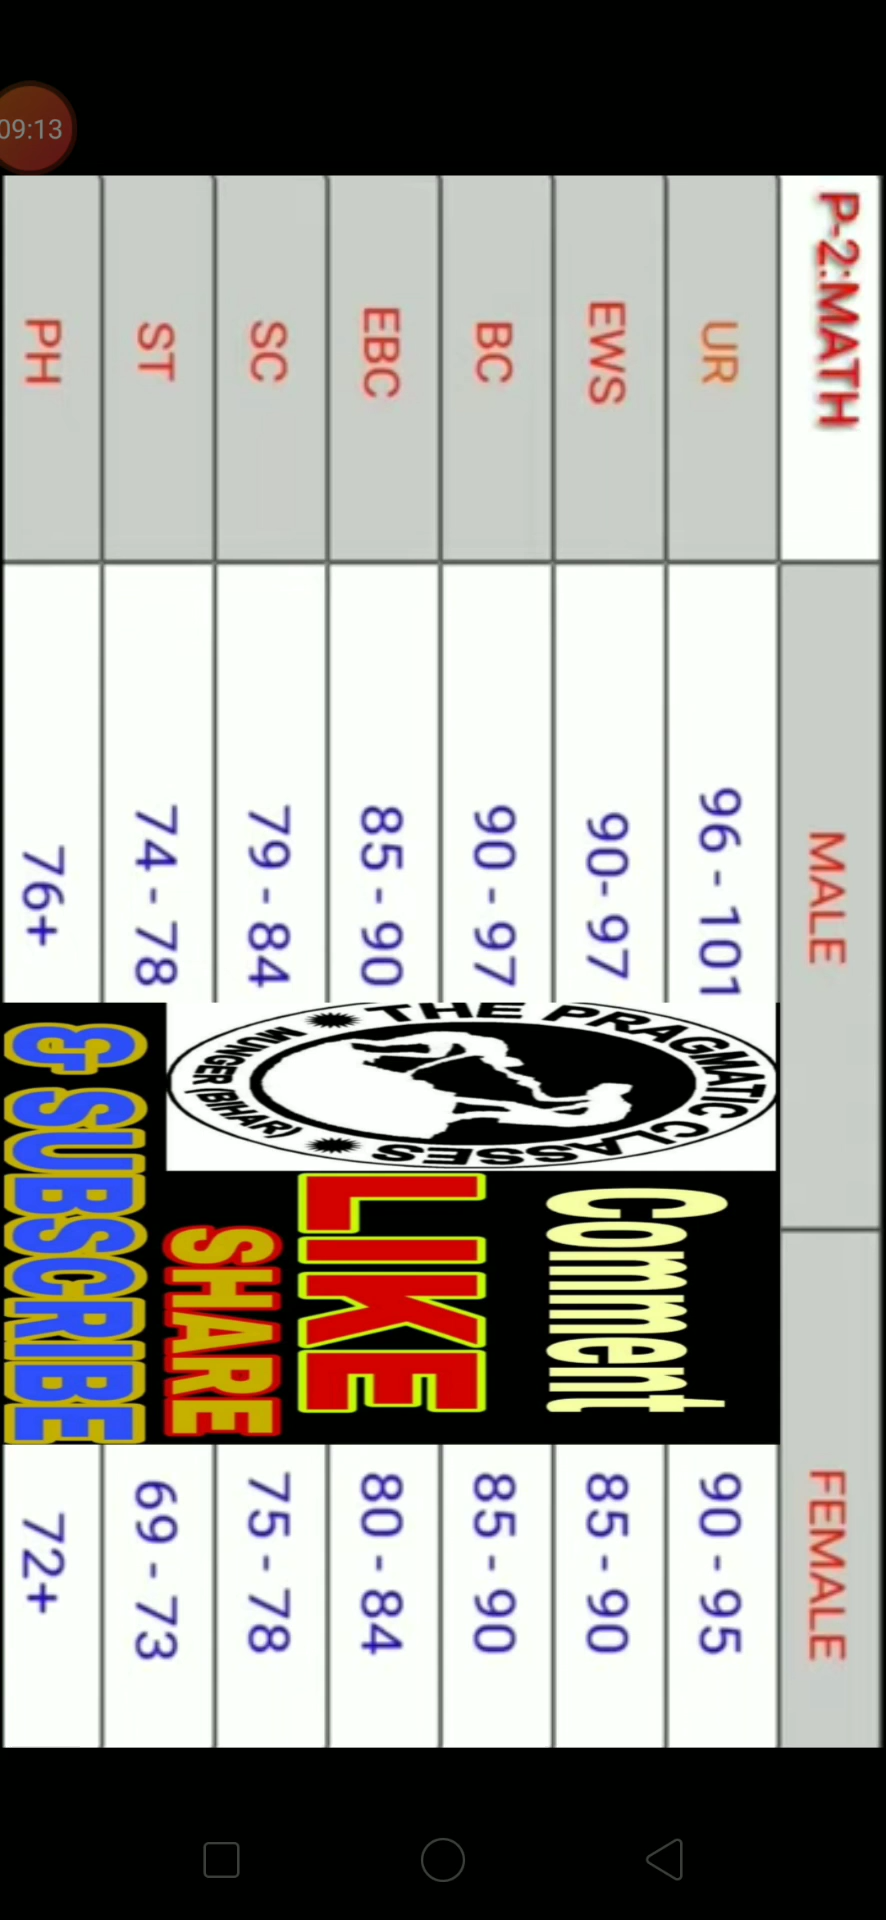 09:13
P-2:MATH MALE FEMALE
UR 96 - 101 90 - 95
EWS 90- 97 85 - 90
BC 90 - 97 85 - 90
EBC 85 - 90 80 - 84
SC 79 - 84 75 - 78
ST 74 - 78 69 - 73
PH 76+ 72+
THE PRAGMATIC CLASSES
MUNGER (BIHAR)
Comment
LIKE
SHARE
& SUBSCRIBE